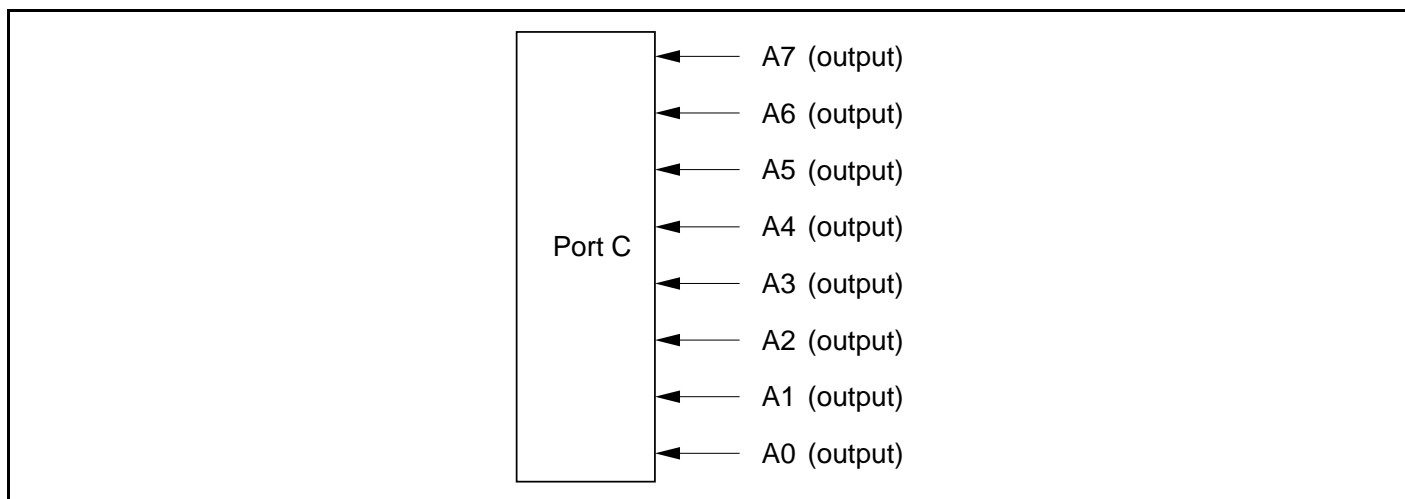 A7 (output)
A6 (output)
A5 (output)
A4 (output)
Port C
A3 (output)
A2 (output)
A1 (output)
A0 (output)